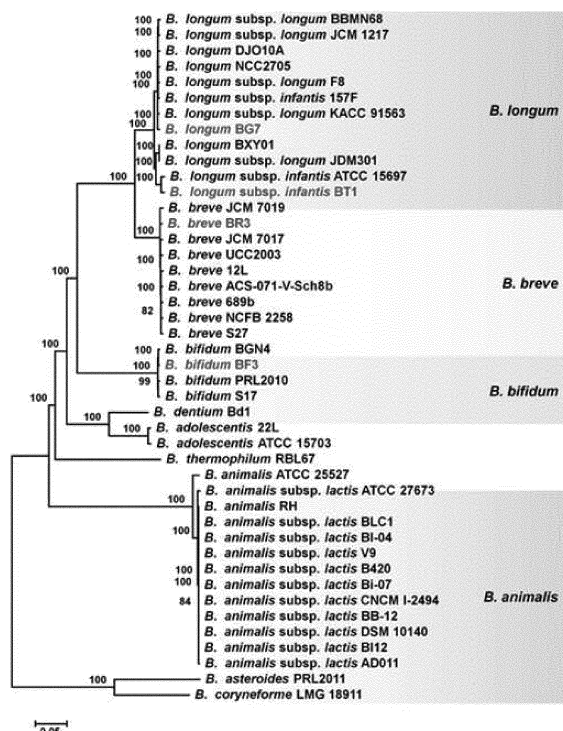 B. longum subsp. longum BBMN68
B. longum subsp. longum JCM 1217
B. longum DJO10A
B. longum NCC2705
B. longum subsp. longum F8
B. longum subsp. infantis 157F
B. longum subsp. longum KACC 91563
B. longum BG7
B. longum BXY01
B. longum subsp. longum JDM301
B. longum subsp. infantis ATCC 15697
B. longum subsp. infantis BT1
B. longum
B. breve JCM 7019
B. breve BR3
B. breve JCM 7017
B. breve UCC2003
B. breve 12L
B. breve ACS-071-V-Sch8b
B. breve 689b
B. breve NCFB 2258
B. breve S27
B. breve
B. bifidum BGN4
B. bifidum BF3
B. bifidum PRL2010
B. bifidum S17
B. bifidum
B. dentium Bd1
B. adolescentis 22L
B. adolescentis ATCC 15703
B. thermophilum RBL67
B. animalis ATCC 25527
B. animalis subsp. lactis ATCC 27673
B. animalis RH
B. animalis subsp. lactis BLC1
B. animalis subsp. lactis BI-04
B. animalis subsp. lactis V9
B. animalis subsp. lactis B420
B. animalis subsp. lactis Bi-07
B. animalis subsp. lactis CNCM I-2494
B. animalis subsp. lactis BB-12
B. animalis subsp. lactis DSM 10140
B. animalis subsp. lactis BI12
B. animalis subsp. lactis AD011
B. animalis
B. asteroides PRL2011
B. coryneforme LMG 18911
100
100
100
100
100
100
100
100
100
100
100
100
100
82
100
100
100
99
100
100
100
100
100
100
84
100